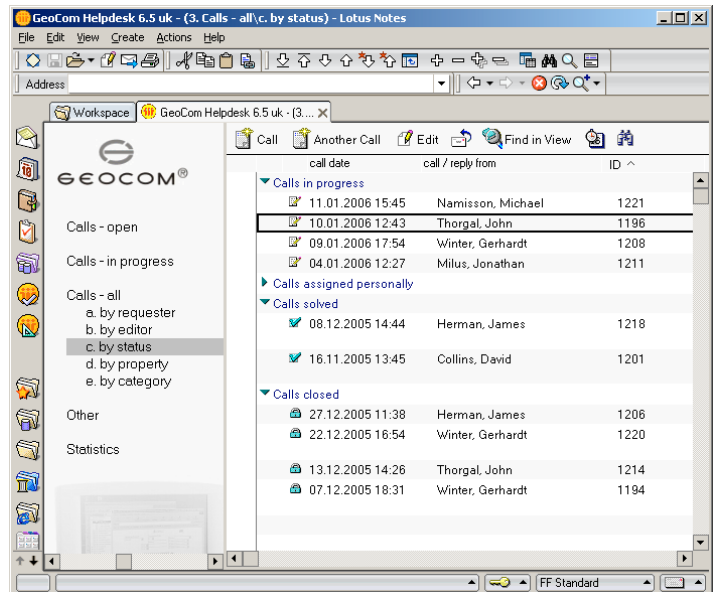 GeoCom Helpdesk 6.5 uk - (3. Calls - all\c. by status) - Lotus Notes
File Edit View Create Actions Help
Address
Workspace GeoCom Helpdesk 6.5 uk - (3....
GEOCOM®
Call Another Call Edit Find in View
call date call / reply from ID ^
Calls - open
Calls - in progress
Calls - all
a. by requester
b. by editor
c. by status
d. by property
e. by category
Other
Statistics
Calls in progress
11.01.2006 15:45 Namisson, Michael 1221
10.01.2006 12:43 Thorgal, John 1196
09.01.2006 17:54 Winter, Gerhardt 1208
04.01.2006 12:27 Milus, Jonathan 1211
Calls assigned personally
Calls solved
08.12.2005 14:44 Herman, James 1218
16.11.2005 13:45 Collins, David 1201
Calls closed
27.12.2005 11:38 Herman, James 1206
22.12.2005 16:54 Winter, Gerhardt 1220
13.12.2005 14:26 Thorgal, John 1214
07.12.2005 18:31 Winter, Gerhardt 1194
FF Standard